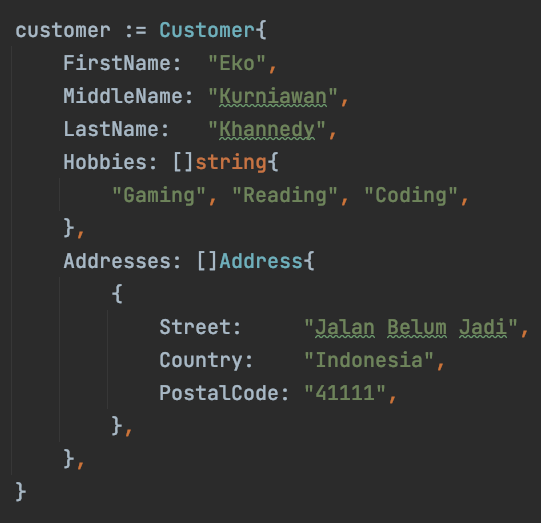 customer := Customer{
    FirstName:  "Eko",
    MiddleName: "Kurniawan",
    LastName:   "Khannedy",
    Hobbies: []string{
        "Gaming", "Reading", "Coding",
    },
    Addresses: []Address{
        {
            Street:     "Jalan Belum Jadi",
            Country:    "Indonesia",
            PostalCode: "41111",
        },
    },
}